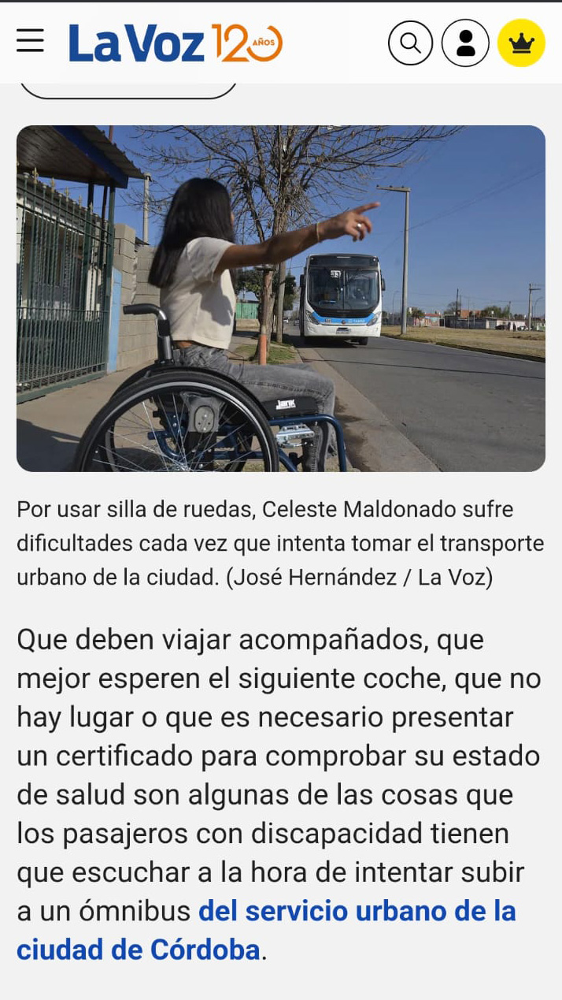 La Voz 120 AÑOS
33
Jank
Por usar silla de ruedas, Celeste Maldonado sufre
dificultades cada vez que intenta tomar el transporte
urbano de la ciudad. (José Hernández / La Voz)
Que deben viajar acompañados, que
mejor esperen el siguiente coche, que no
hay lugar o que es necesario presentar
un certificado para comprobar su estado
de salud son algunas de las cosas que
los pasajeros con discapacidad tienen
que escuchar a la hora de intentar subir
a un ómnibus del servicio urbano de la
ciudad de Córdoba.